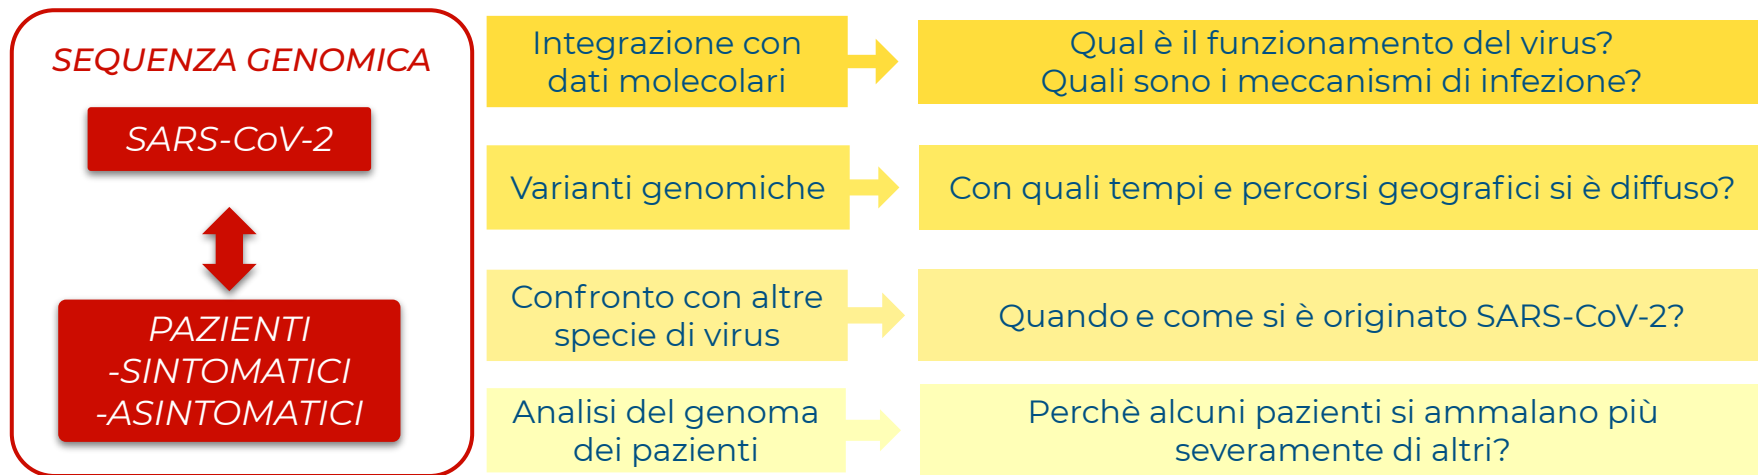 SEQUENZA GENOMICA
SARS-CoV-2
PAZIENTI
-SINTOMATICI
-ASINTOMATICI
Integrazione con
dati molecolari
Qual è il funzionamento del virus?
Quali sono i meccanismi di infezione?
Varianti genomiche
Con quali tempi e percorsi geografici si è diffuso?
Confronto con altre
specie di virus
Quando e come si è originato SARS-CoV-2?
Analisi del genoma
dei pazienti
Perchè alcuni pazienti si ammalano più
severamente di altri?